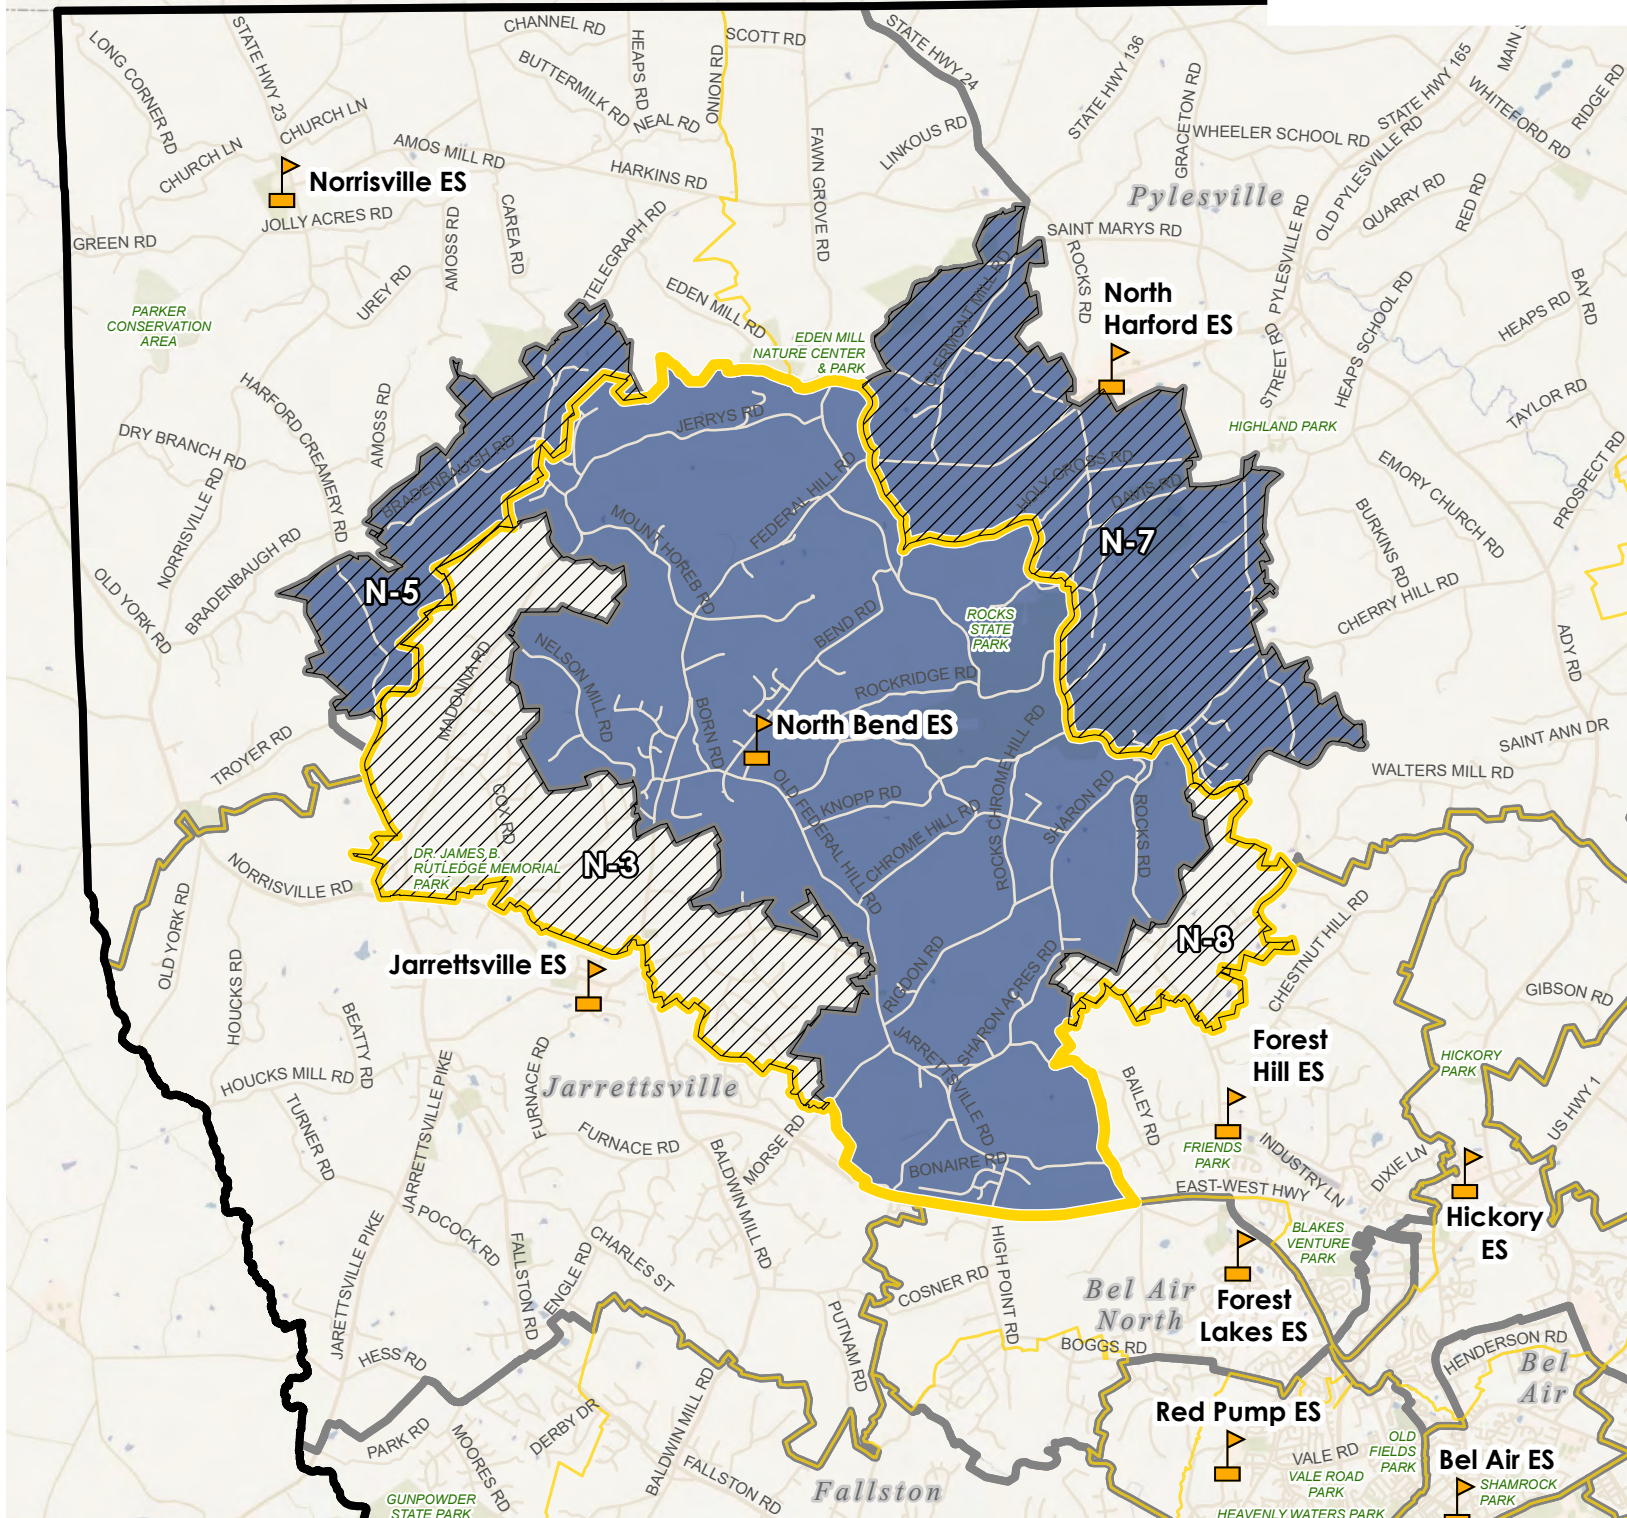 CHANNEL RD
SCOTT RD
STATE HWY 24
STATE HWY 136
STATE HWY 165
MAIN S
LONG CORNER RD
STATE HWY 23
BUTTERMILK RD
HEAPS RD
ONION RD
NEAL RD
CHURCH LN
CHURCH LN
AMOS MILL RD
HARKINS RD
FAWN GROVE RD
LINKOUS RD
GRACETON RD
WHEELER SCHOOL RD
WHITEFORD RD
RIDGE RD
Norrisville ES
JOLLY ACRES RD
GREEN RD
AMOSS RD
CAREA RD
TELEGRAPH RD
Pylesville
SAINT MARYS RD
OLD PYLESVILLE RD
QUARRY RD
RED RD
UREY RD
EDEN MILL RD
CLERMONT MILL RD
ROCKS RD
STREET RD
PYLESVILLE RD
HEAPS SCHOOL RD
BAY RD
HEAPS RD
PARKER
CONSERVATION
AREA
EDEN MILL
NATURE CENTER
& PARK
North
Harford ES
HARFORD CREAMERY RD
AMOSS RD
JERRYS RD
HIGHLAND PARK
TAYLOR RD
DRY BRANCH RD
NORRISVILLE RD
BRADENBAUGH RD
FEDERAL HILL RD
HOLY CROSS RD
DAVIS RD
EMORY CHURCH RD
PROSPECT RD
MOUNT HOREB RD
BRADENBAUGH RD
OLD YORK RD
N-7
BURKINS RD
N-5
CHERRY HILL RD
BEND RD
ROCKS
STATE
PARK
ADY RD
NELSON MILL RD
MADONNA RD
ROCKRIDGE RD
BORN RD
North Bend ES
TROYER RD
SAINT ANN DR
WALTERS MILL RD
COX RD
OLD FEDERAL HILL RD
KNOPP RD
ROCKS CHROME HILL RD
SHARON RD
ROCKS RD
CHROME HILL RD
DR. JAMES B.
RUTLEDGE MEMORIAL
PARK
N-3
NORRISVILLE RD
OLD YORK RD
CHESTNUT HILL RD
N-8
Jarrettsville ES
RIGDON RD
SHARON ACRES RD
GIBSON RD
HOUCKS RD
BEATTY RD
JARRETTSVILLE RD
Forest
Hill ES
HICKORY
PARK
HOUCKS MILL RD
JARRETTSVILLE PIKE
FURNACE RD
Jarrettsville
BAILEY RD
US HWY 1
TURNER RD
FURNACE RD
MORSE RD
BALDWIN MILL RD
BONAIRE RD
FRIENDS
PARK
INDUSTRY LN
DIXIE LN
EAST-WEST HWY
Hickory
ES
JARETTSVILLE PIKE
POCOCK RD
FALLSTON RD
ENGLE RD
CHARLES ST
HIGH POINT RD
COSNER RD
BLAKES
VENTURE
PARK
Bel Air
North
Forest
Lakes ES
PUTNAM RD
BOGGS RD
HESS RD
HENDERSON RD
Bel
Air
Red Pump ES
PARK RD
MOORES RD
DERBY DR
BALDWIN MILL RD
FALLSTON RD
Fallston
VALE RD
VALE ROAD
PARK
OLD
FIELDS
PARK
Bel Air ES
SHAMROCK
PARK
GUNPOWDER
STATE PARK
HEAVENLY WATERS PARK